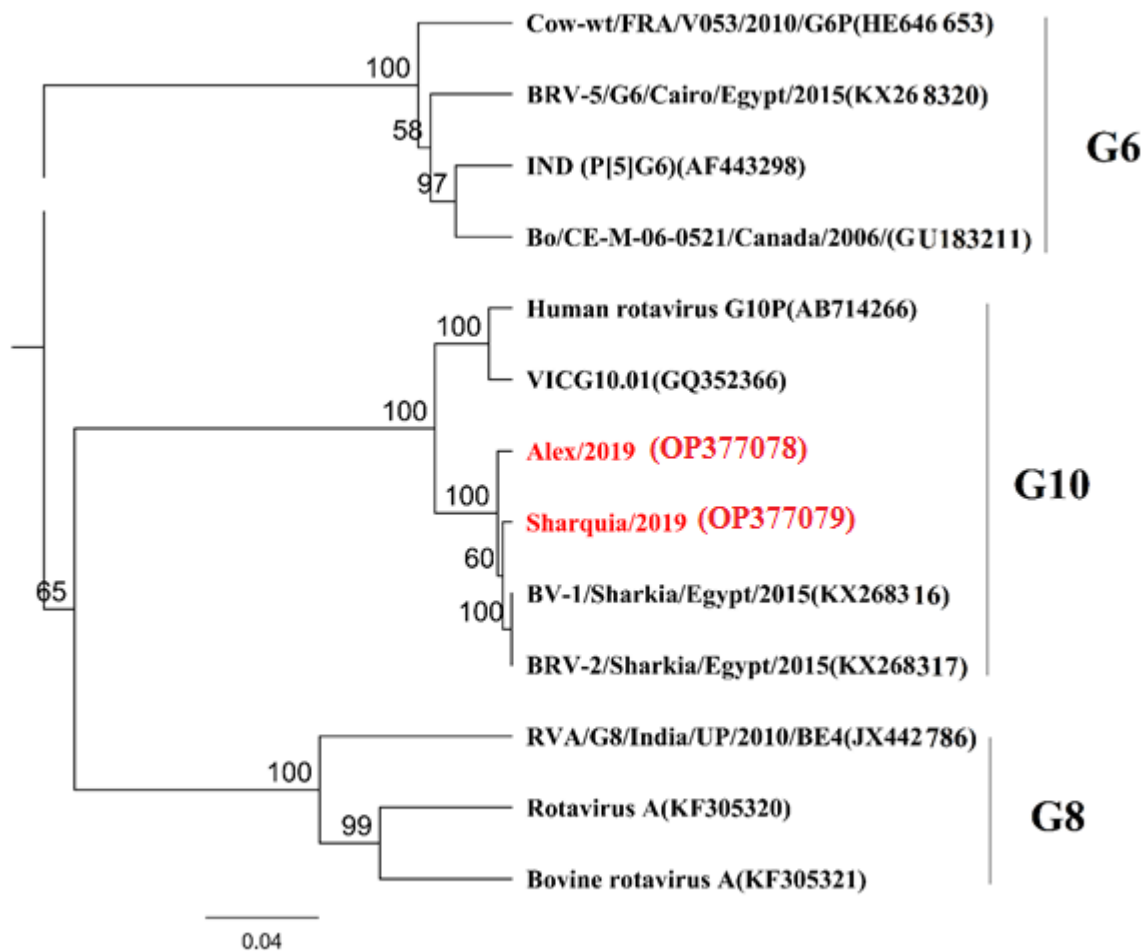 Cow-wt/FRA/V053/2010/G6P(HE646 653)
100
BRV-5/G6/Cairo/Egypt/2015(KX26 8320)
58
G6
IND (P[5]G6)(AF443298)
97
Bo/CE-M-06-0521/Canada/2006/(G U183211)
Human rotavirus G10P(AB714266)
100
VICG10.01(GQ352366)
100
Alex/2019 (OP377078)
100
G10
Sharquia/2019 (OP377079)
60
BV-1/Sharkia/Egypt/2015(KX268316)
65
100
BRV-2/Sharkia/Egypt/2015(KX268317)
RVA/G8/India/UP/2010/BE4(JX442 786)
100
Rotavirus A(KF305320)
99
G8
Bovine rotavirus A(KF305321)
0.04